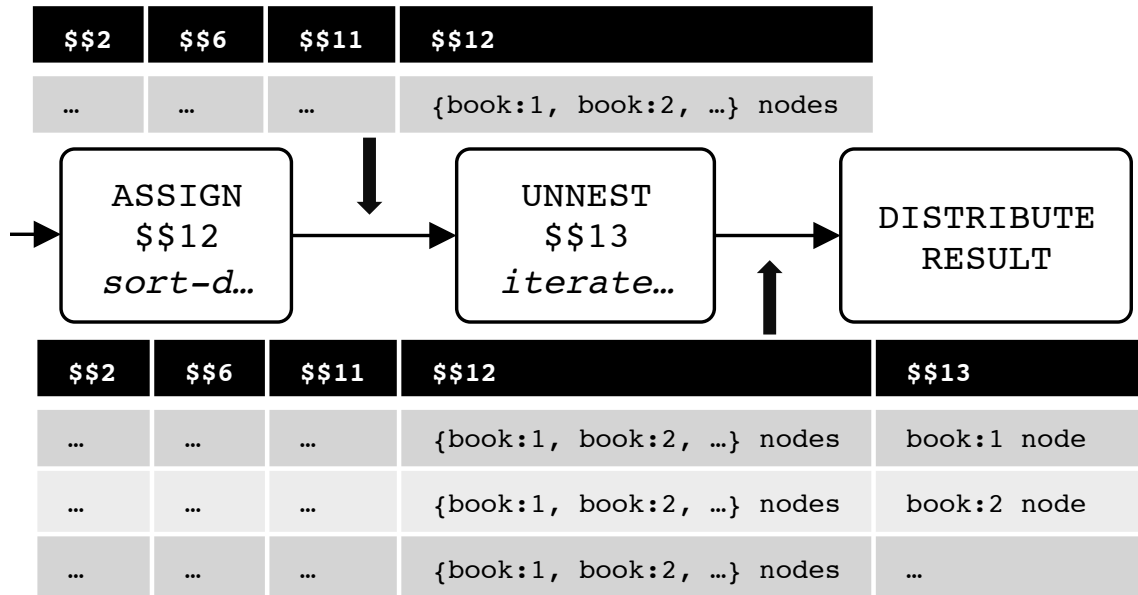 $$2 $$6 $$11 $$12
… … … {book:1, book:2, …} nodes
ASSIGN
$$12
sort-d…
UNNEST
$$13
iterate…
DISTRIBUTE
RESULT
$$2 $$6 $$11 $$12 $$13
… … … {book:1, book:2, …} nodes book:1 node
… … … {book:1, book:2, …} nodes book:2 node
… … … {book:1, book:2, …} nodes …